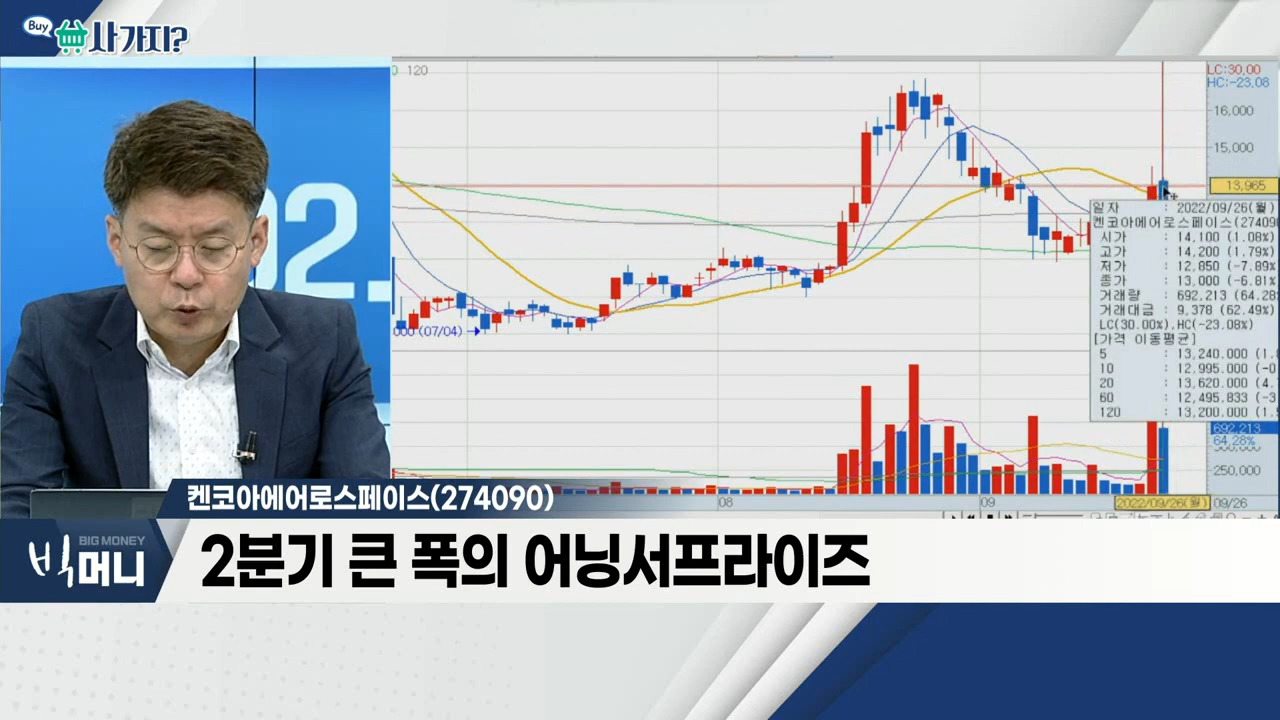 Buy 사 가지?
120
LC:30.00
HC:-23.08
16,000
15,000
13,965
일 자 : 2022/09/26(월)
켄코아에어로스페이스(27409
시가 : 14,100 (1.08%)
고가 : 14,200 (1.79%)
저가 : 12,850 (-7.89%
종가 : 13,000 (-6.81%
거래량 : 692,213 (64.28
거래대금 : 9,378 (62.49%)
LC(30.00%).HC(-23.08%)
[가격 이동평균]
5 : 13,240.000 (1.
10 : 12,995.000 (-0
20 : 13,620.000 (4.
60 : 12,495.833 (-3
120 : 13,200.000 (1.
000 (07/04)
692,213
64.28%
250,000
08
09
2022/09/26(월)
09/26
02.
켄코아에어로스페이스(274090)
BIG MONEY
빅머니
2분기 큰 폭의 어닝서프라이즈